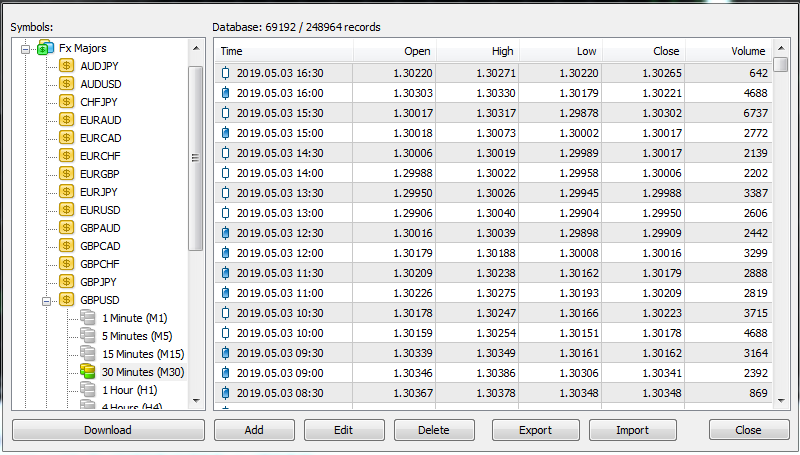 Symbols:
Database: 69192 / 248964 records
Fx Majors
AUDJPY
AUDUSD
CHFJPY
EURAUD
EURCAD
EURCHF
EURGBP
EURJPY
EURUSD
GBPAUD
GBPCAD
GBPCHF
GBPJPY
GBPUSD
1 Minute (M1)
5 Minutes (M5)
15 Minutes (M15)
30 Minutes (M30)
1 Hour (H1)
4 Hours (H4)
Time Open High Low Close Volume
2019.05.03 16:30 1.30220 1.30271 1.30220 1.30265 642
2019.05.03 16:00 1.30303 1.30330 1.30179 1.30221 4688
2019.05.03 15:30 1.30017 1.30317 1.29878 1.30302 6737
2019.05.03 15:00 1.30018 1.30073 1.30002 1.30017 2772
2019.05.03 14:30 1.30006 1.30019 1.29989 1.30017 2139
2019.05.03 14:00 1.29988 1.30022 1.29958 1.30006 2202
2019.05.03 13:30 1.29950 1.30026 1.29945 1.29988 3387
2019.05.03 13:00 1.29906 1.30040 1.29904 1.29950 2606
2019.05.03 12:30 1.30016 1.30039 1.29898 1.29909 2442
2019.05.03 12:00 1.30179 1.30188 1.30008 1.30016 3299
2019.05.03 11:30 1.30209 1.30238 1.30162 1.30179 2888
2019.05.03 11:00 1.30226 1.30275 1.30193 1.30209 2819
2019.05.03 10:30 1.30178 1.30247 1.30166 1.30223 3715
2019.05.03 10:00 1.30159 1.30254 1.30151 1.30178 4688
2019.05.03 09:30 1.30339 1.30349 1.30161 1.30162 3164
2019.05.03 09:00 1.30346 1.30386 1.30306 1.30341 2392
2019.05.03 08:30 1.30367 1.30378 1.30348 1.30348 869
Download Add Edit Delete Export Import Close